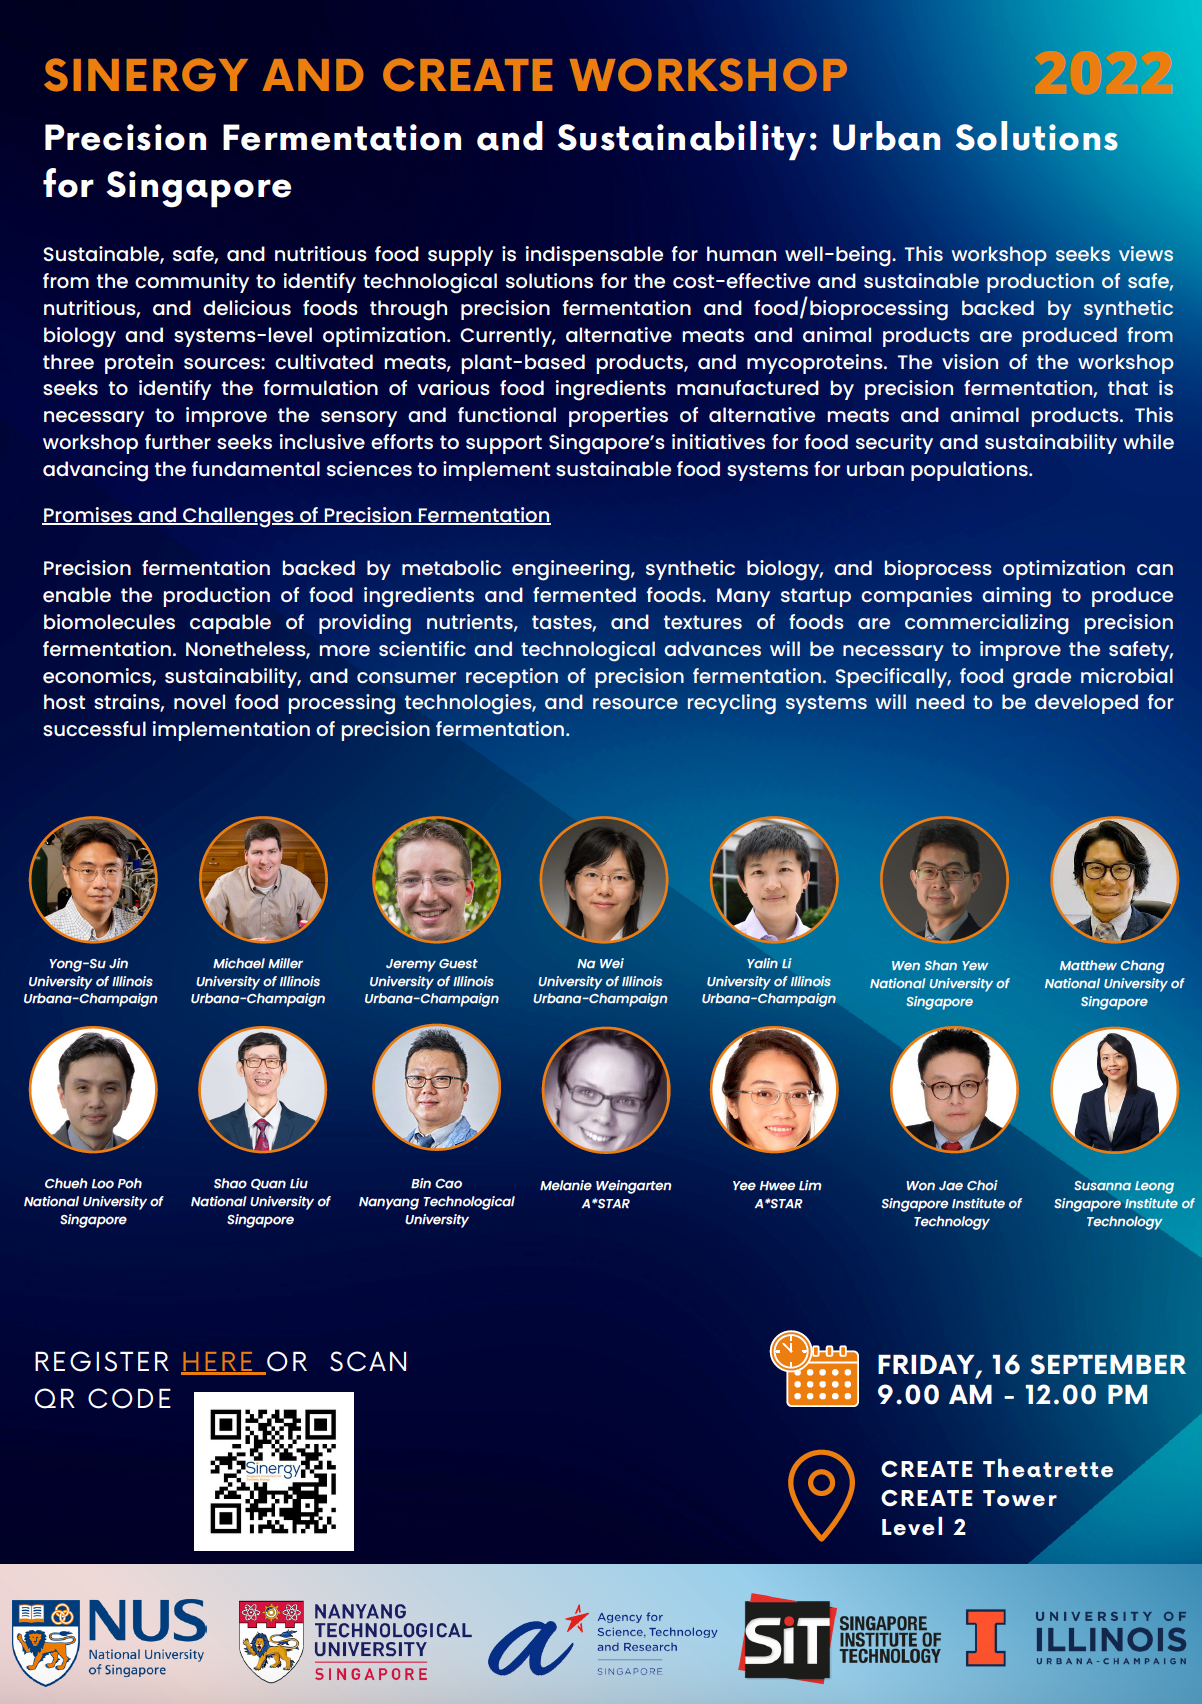 SINERGY AND CREATE WORKSHOP
2022
Precision Fermentation and Sustainability: Urban Solutions
for Singapore
Sustainable, safe, and nutritious food supply is indispensable for human well-being. This workshop seeks views
from the community to identify technological solutions for the cost-effective and sustainable production of safe,
nutritious, and delicious foods through precision fermentation and food/bioprocessing backed by synthetic
biology and systems-level optimization. Currently, alternative meats and animal products are produced from
three protein sources: cultivated meats, plant-based products, and mycoproteins. The vision of the workshop
seeks to identify the formulation of various food ingredients manufactured by precision fermentation, that is
necessary to improve the sensory and functional properties of alternative meats and animal products. This
workshop further seeks inclusive efforts to support Singapore's initiatives for food security and sustainability while
advancing the fundamental sciences to implement sustainable food systems for urban populations.
Promises and Challenges of Precision Fermentation
Precision fermentation backed by metabolic engineering, synthetic biology, and bioprocess optimization can
enable the production of food ingredients and fermented foods. Many startup companies aiming to produce
biomolecules capable of providing nutrients, tastes, and textures of foods are commercializing precision
fermentation. Nonetheless, more scientific and technological advances will be necessary to improve the safety,
economics, sustainability, and consumer reception of precision fermentation. Specifically, food grade microbial
host strains, novel food processing technologies, and resource recycling systems will need to be developed for
successful implementation of precision fermentation.
Yong-Su Jin
University of Illinois
Urbana-Champaign
Michael Miller
University of Illinois
Urbana-Champaign
Jeremy Guest
University of Illinois
Urbana-Champaign
Na Wei
University of Illinois
Urbana-Champaign
Yalin Li
University of Illinois
Urbana-Champaign
Wen Shan Yew
National University of
Singapore
Matthew Chang
National University of
Singapore
Chueh Loo Poh
National University of
Singapore
Shao Quan Liu
National University of
Singapore
Bin Cao
Nanyang Technological
University
Melanie Weingarten
A*STAR
Yee Hwee Lim
A*STAR
Won Jae Choi
Singapore Institute of
Technology
Susanna Leong
Singapore Institute of
Technology
REGISTER HERE OR SCAN
QR CODE
Sinergy
FRIDAY, 16 SEPTEMBER
9.00 AM - 12.00 PM
CREATE Theatrette
CREATE Tower
Level 2
NUS
National University
of Singapore
NANYANG
TECHNOLOGICAL
UNIVERSITY
SINGAPORE
a
Agency for
Science, Technology
and Research
SINGAPORE
SiT
SINGAPORE
INSTITUTE OF
TECHNOLOGY
I
UNIVERSITY OF
ILLINOIS
URBANA-CHAMPAIGN